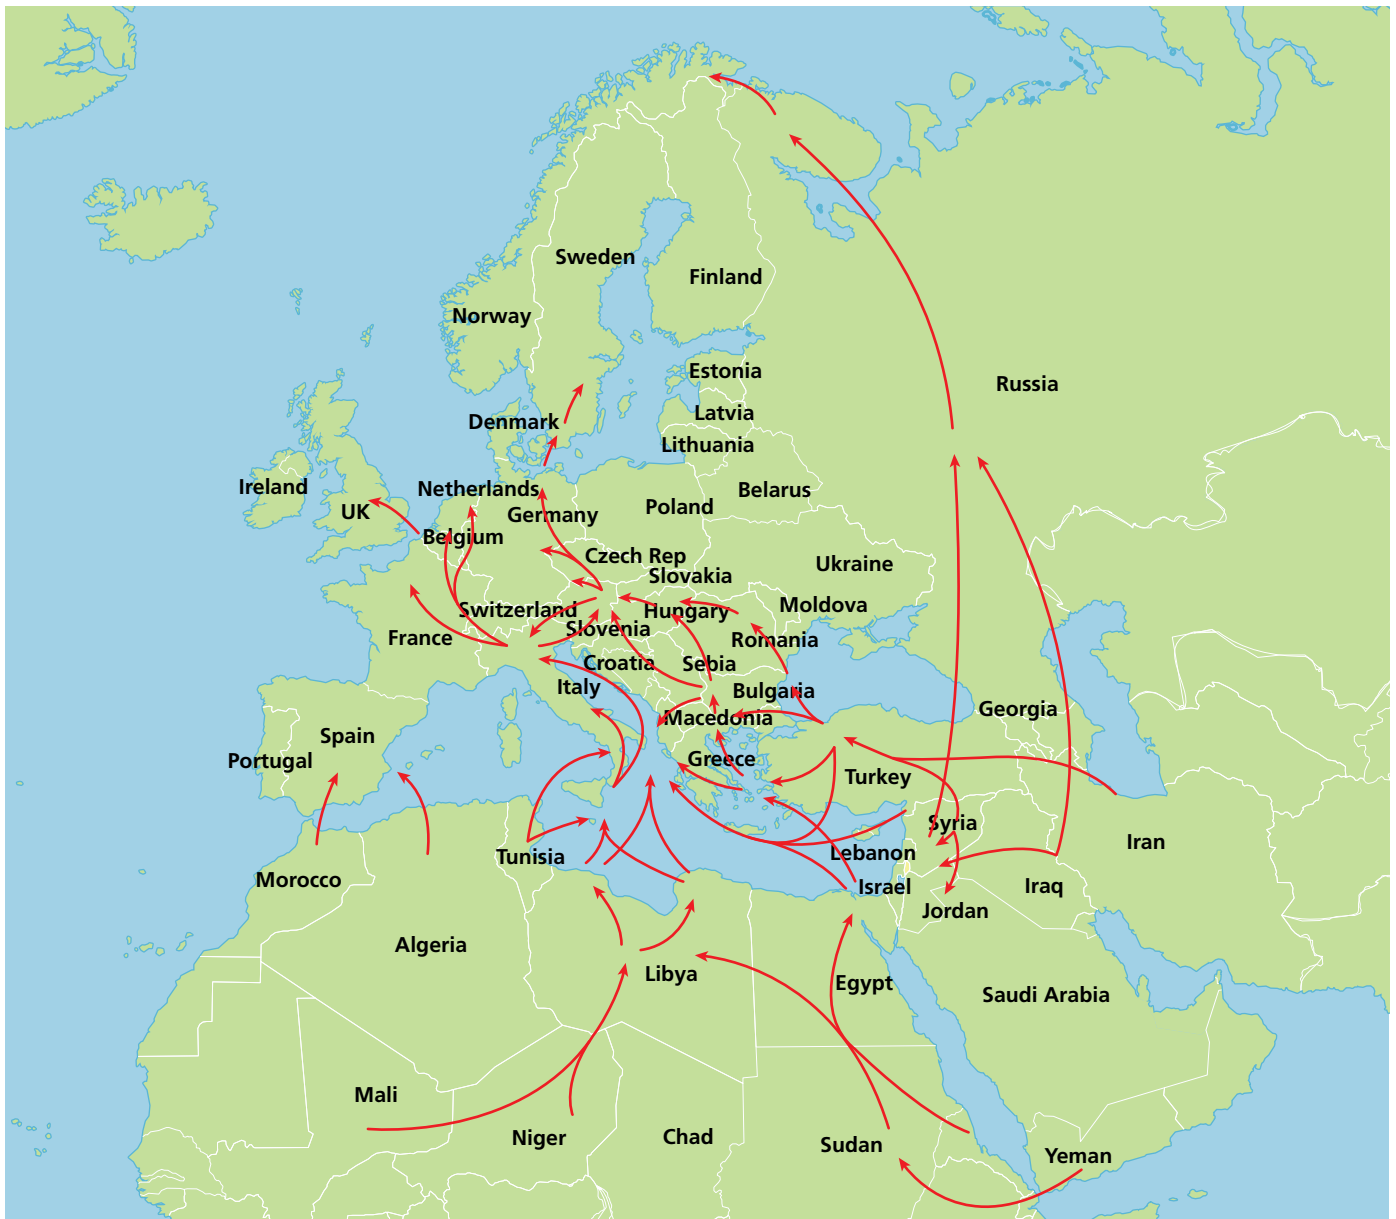 Sweden
Finland
Norway
Estonia
Russia
Latvia
Denmark
Lithuania
Ireland
Netherlands
Belarus
UK
Germany
Poland
Belgium
Czech Rep
Ukraine
Slovakia
Switzerland
Hungary
Moldova
France
Slovenia
Romania
Croatia
Sebia
Italy
Bulgaria
Georgia
Macedonia
Spain
Portugal
Greece
Turkey
Syria
Iran
Tunisia
Lebanon
Morocco
Israel
Iraq
Jordan
Algeria
Libya
Egypt
Saudi Arabia
Mali
Niger
Chad
Sudan
Yemen